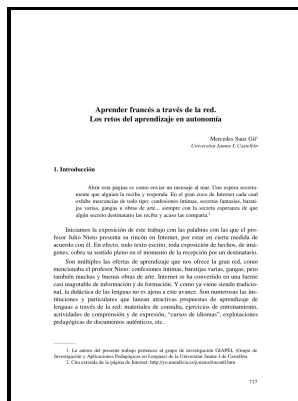 Aprender francés a través de la red.
Los retos del aprendizaje en autonomía
Mercedes Sanz Gil¹
Universitat Jaume I, Castellón
1. Introducción
Abrir esta página es como enviar un mensaje al mar. Uno espera secreta-
mente que alguien la reciba y responda. En el gran zoco de Internet cada cual
exhibe mercancías de todo tipo: confesiones íntimas, secretas fantasías, bara-
tijas varias, gangas u obras de arte... siempre con la secreta esperanza de que
algún secreto destinatario las reciba y acaso las comparta.²
Iniciamos la exposición de este trabajo con las palabras con las que el pro-
fesor Julio Nieto presenta su rincón en Internet, por estar en cierta medida de
acuerdo con él. En efecto, todo texto escrito, toda exposición de hechos, de imá-
genes, cobra su sentido pleno en el momento de la recepción por un destinatario.
Son múltiples las ofertas de aprendizaje que nos ofrece la gran red, como
mencionaba el profesor Nieto: confesiones íntimas, baratijas varias, gangas, pero
también muchas y buenas obras de arte. Internet se ha convertido en una fuente
casi inagotable de información y de formación. Y como ya viene siendo tradicio-
nal, la didáctica de las lenguas no es ajena a este avance. Son numerosas las ins-
tituciones y particulares que lanzan atractivas propuestas de aprendizaje de
lenguas a través de la red: materiales de consulta, ejercicios de entrenamiento,
actividades de comprensión y de expresión, “cursos de idiomas”, explotaciones
pedagógicas de documentos auténticos, etc.
1. La autora del presente trabajo pertenece al grupo de investigación GIAPEL (Grupo de
Investigación y Aplicaciones Pedagógicas en Lenguas) de la Universitat Jaume I de Castellón.
2. Cita extraída de la página de Internet: http://yo.mundivia.es/jcnieto/rincon0.htm
717